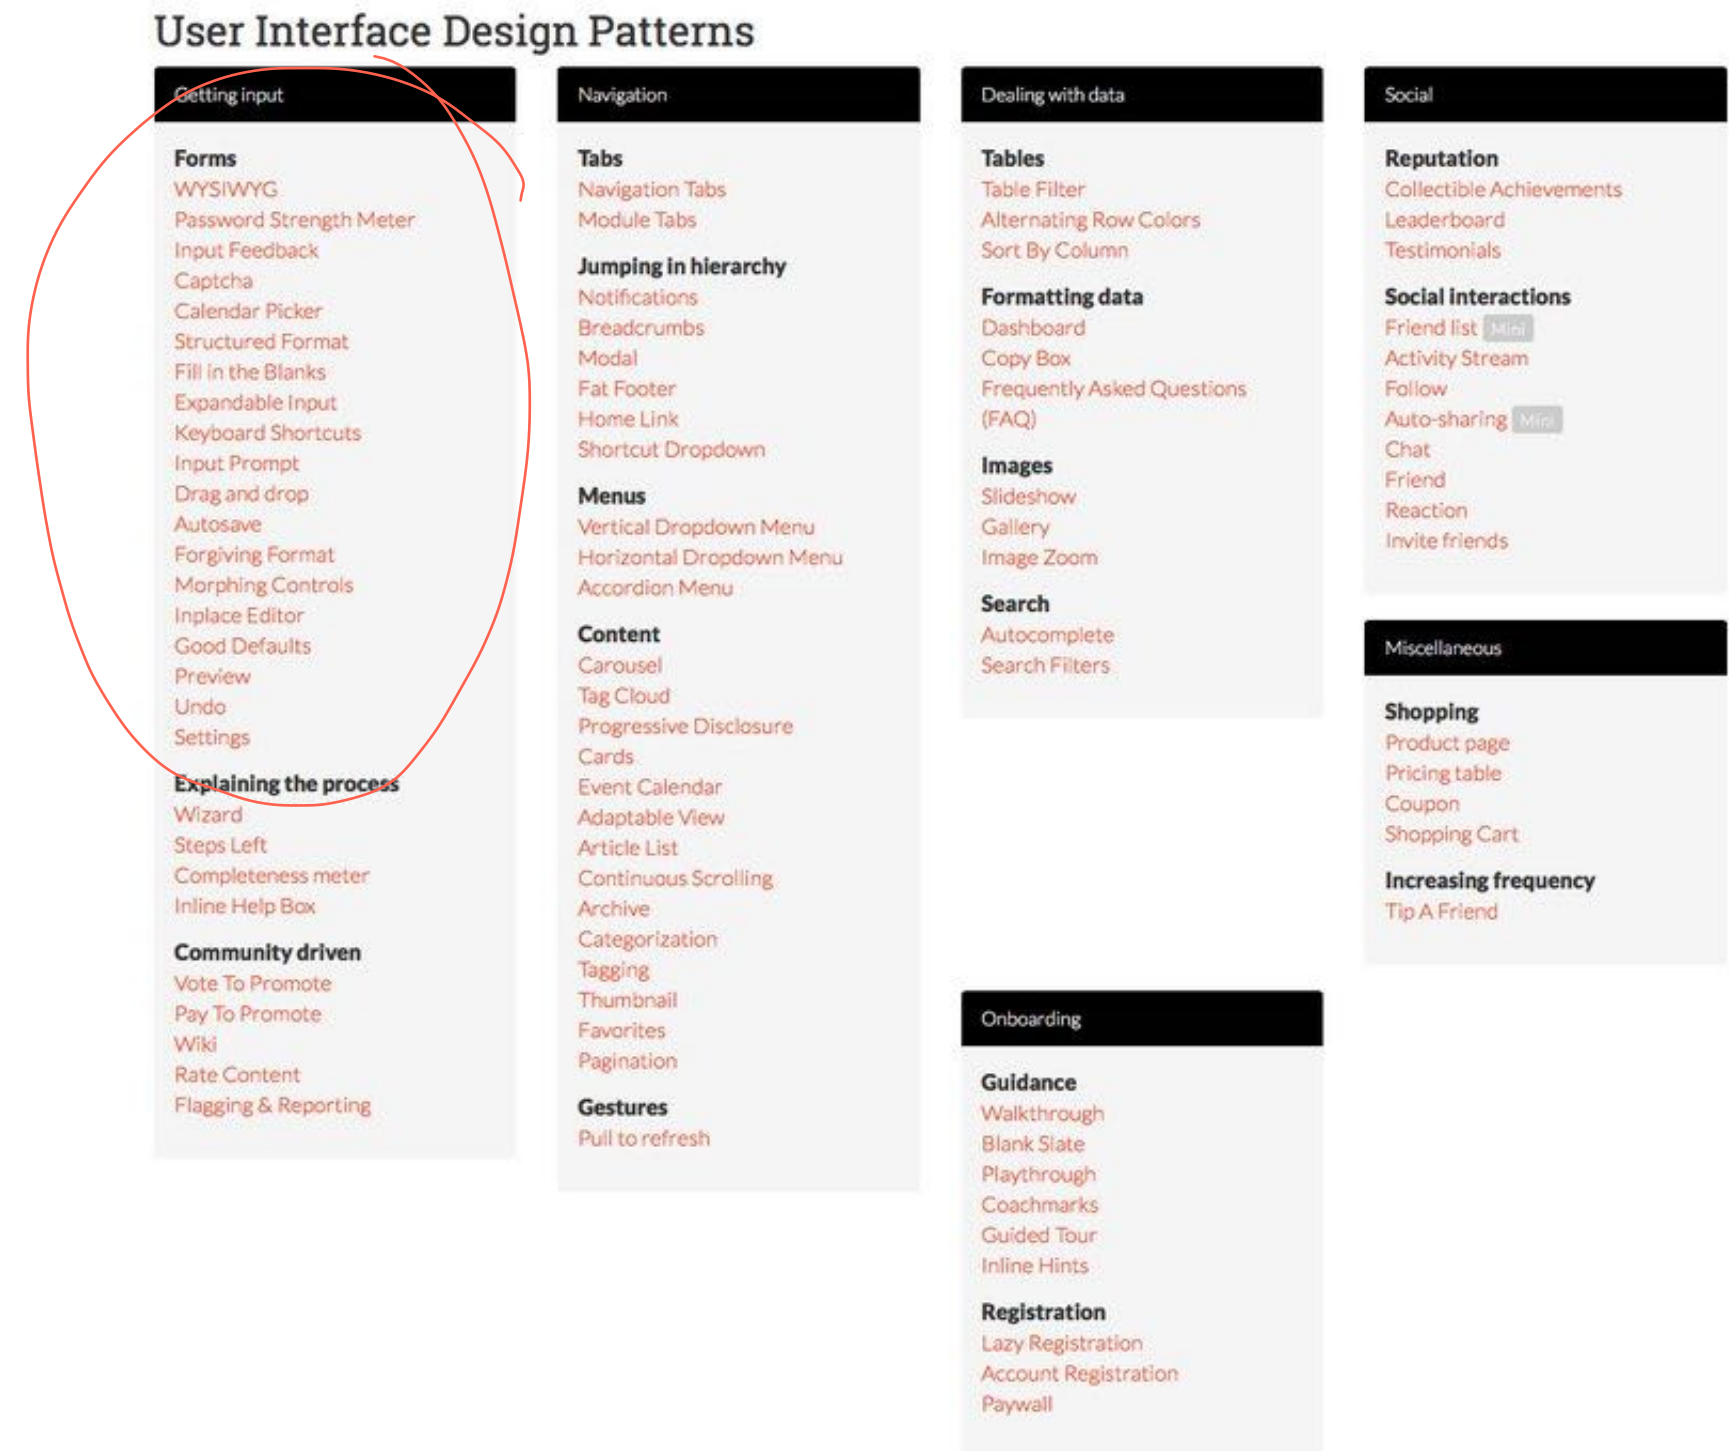 User Interface Design Patterns
Getting input
Forms
WYSIWYG
Password Strength Meter
Input Feedback
Captcha
Calendar Picker
Structured Format
Fill in the Blanks
Expandable Input
Keyboard Shortcuts
Input Prompt
Drag and drop
Autosave
Forgiving Format
Morphing Controls
Inplace Editor
Good Defaults
Preview
Undo
Settings
Explaining the process
Wizard
Steps Left
Completeness meter
Inline Help Box
Community driven
Vote To Promote
Pay To Promote
Wiki
Rate Content
Flagging & Reporting
Navigation
Tabs
Navigation Tabs
Module Tabs
Jumping in hierarchy
Notifications
Breadcrumbs
Modal
Fat Footer
Home Link
Shortcut Dropdown
Menus
Vertical Dropdown Menu
Horizontal Dropdown Menu
Accordion Menu
Content
Carousel
Tag Cloud
Progressive Disclosure
Cards
Event Calendar
Adaptable View
Article List
Continuous Scrolling
Archive
Categorization
Tagging
Thumbnail
Favorites
Pagination
Gestures
Pull to refresh
Dealing with data
Tables
Table Filter
Alternating Row Colors
Sort By Column
Formatting data
Dashboard
Copy Box
Frequently Asked Questions
(FAQ)
Images
Slideshow
Gallery
Image Zoom
Search
Autocomplete
Search Filters
Onboarding
Guidance
Walkthrough
Blank Slate
Playthrough
Coachmarks
Guided Tour
Inline Hints
Registration
Lazy Registration
Account Registration
Paywall
Social
Reputation
Collectible Achievements
Leaderboard
Testimonials
Social interactions
Friend list Mini
Activity Stream
Follow
Auto-sharing Mini
Chat
Friend
Reaction
Invite friends
Miscellaneous
Shopping
Product page
Pricing table
Coupon
Shopping Cart
Increasing frequency
Tip A Friend